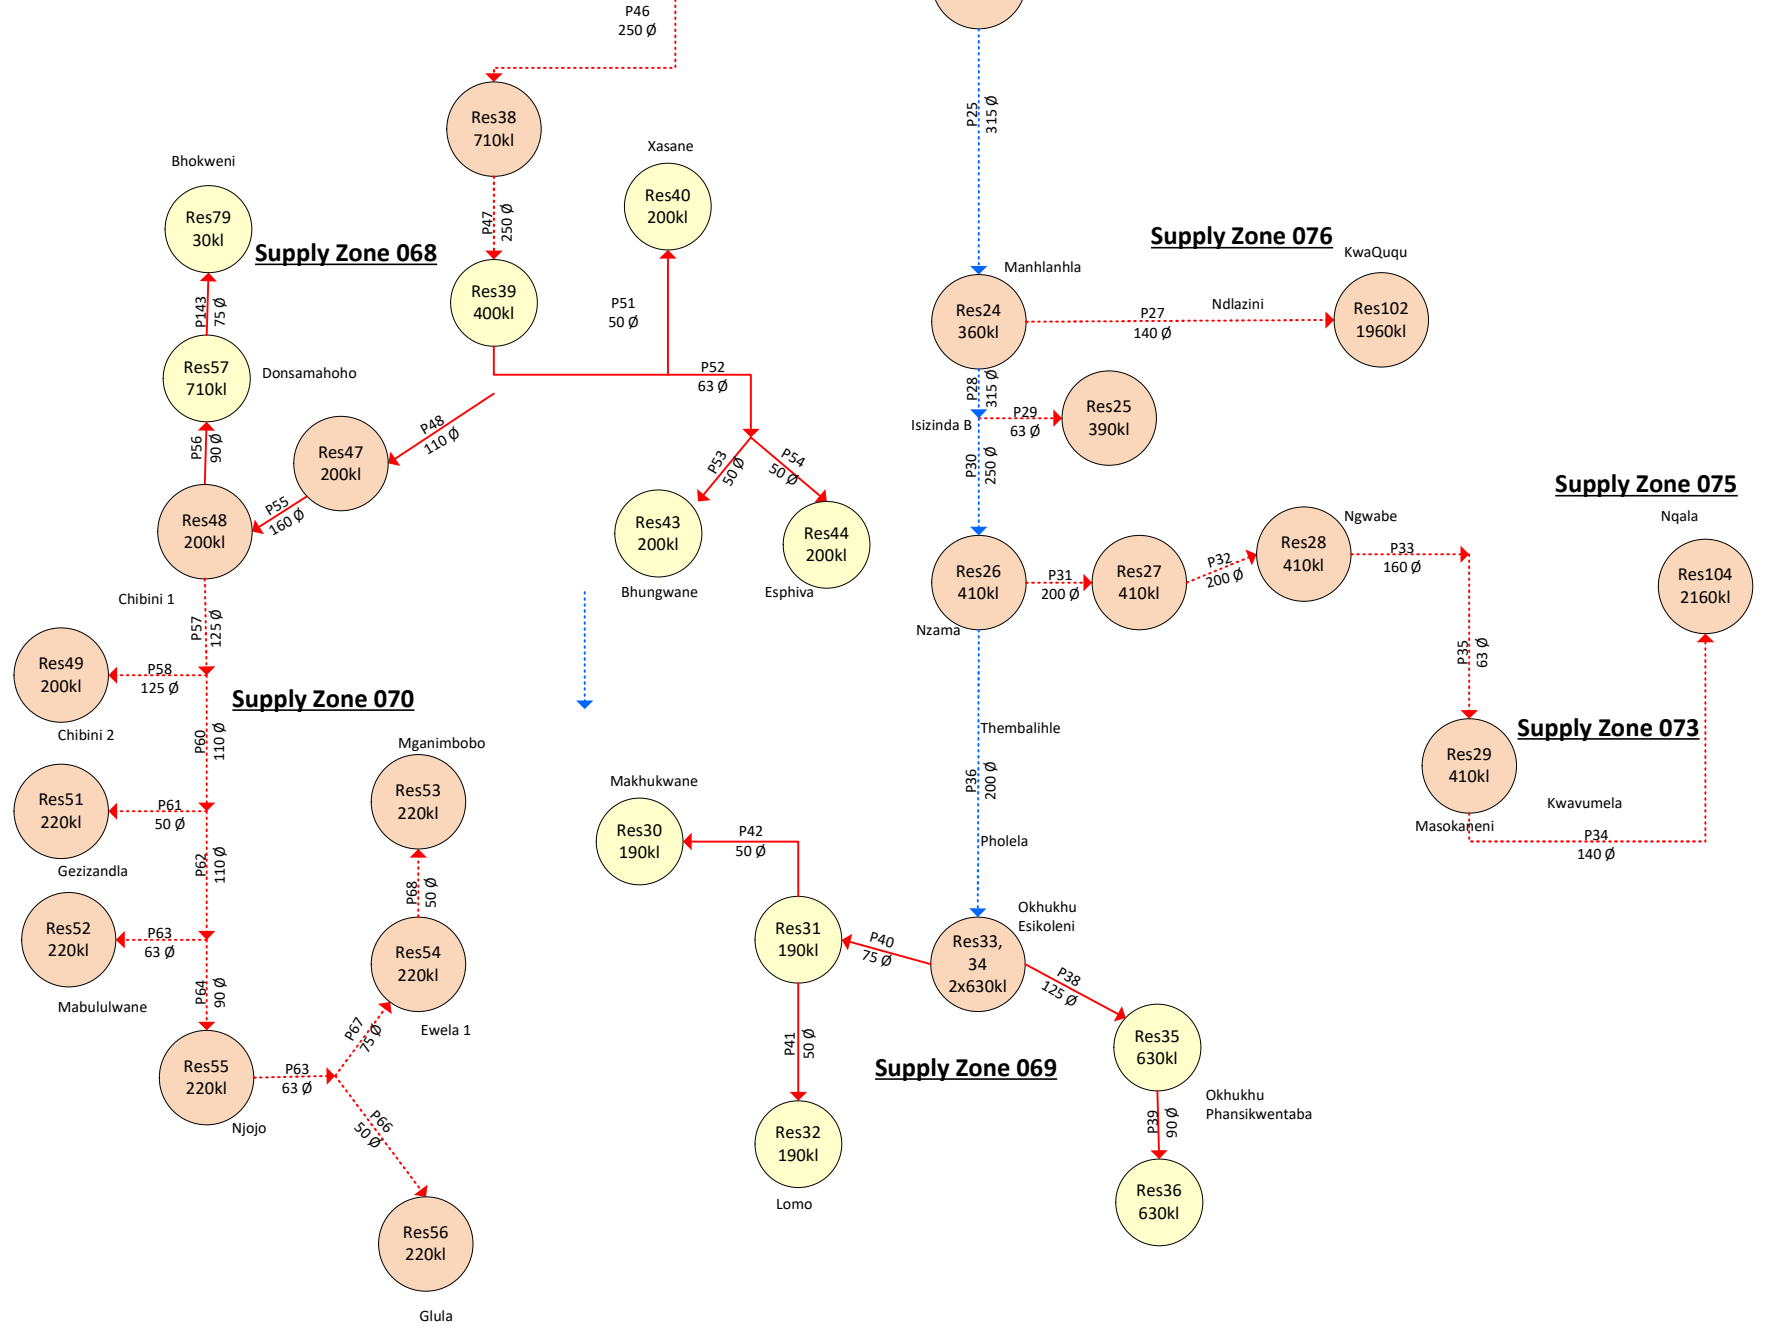 P46
250 Ø
Res38
710kl
P25
315 Ø
Bhokweni
Xasane
Res79
30kl
Res40
200kl
P47
250 Ø
Supply Zone 068
Supply Zone 076
KwaQuqu
Manhlanhla
Res39
400kl
P143
75 Ø
P51
50 Ø
Res24
360kl
P27
140 Ø
Ndlazini
Res102
1960kl
Res57
710kl
Donsamahoho
P52
63 Ø
P28
315 Ø
Isizinda B
P29
63 Ø
Res25
390kl
P48
110 Ø
P56
90 Ø
Res47
200kl
P53
50 Ø
P54
50 Ø
P30
250 Ø
Supply Zone 075
P55
160 Ø
Res48
200kl
Res43
200kl
Res44
200kl
Ngwabe
Nqala
Res28
410kl
P33
160 Ø
P32
200 Ø
Res26
410kl
P31
200 Ø
Res27
410kl
Res104
2160kl
Chibini 1
Bhungwane
Esphiva
Nzama
P57
125 Ø
Res49
200kl
P58
125 Ø
P35
63 Ø
Supply Zone 070
Chibini 2
P60
110 Ø
Mganimbobo
Thembalihle
Supply Zone 073
P36
200 Ø
Res29
410kl
Res51
220kl
P61
50 Ø
Res53
220kl
Makhukwane
Kwavumela
Masokaneni
P34
140 Ø
Res30
190kl
P42
50 Ø
Pholela
Gezizandla
P62
110 Ø
P68
50 Ø
Okhukhu
Esikoleni
Res52
220kl
P63
63 Ø
Res54
220kl
Res31
190kl
P40
75 Ø
Res33,
34
2x630kl
P38
125 Ø
Mabululwane
P64
90 Ø
P67
75 Ø
Ewela 1
P41
50 Ø
Res35
630kl
Res55
220kl
P63
63 Ø
Supply Zone 069
Njojo
P66
50 Ø
Okhukhu
Phansikwentaba
P39
90 Ø
Res32
190kl
Lomo
Res36
630kl
Res56
220kl
Glula